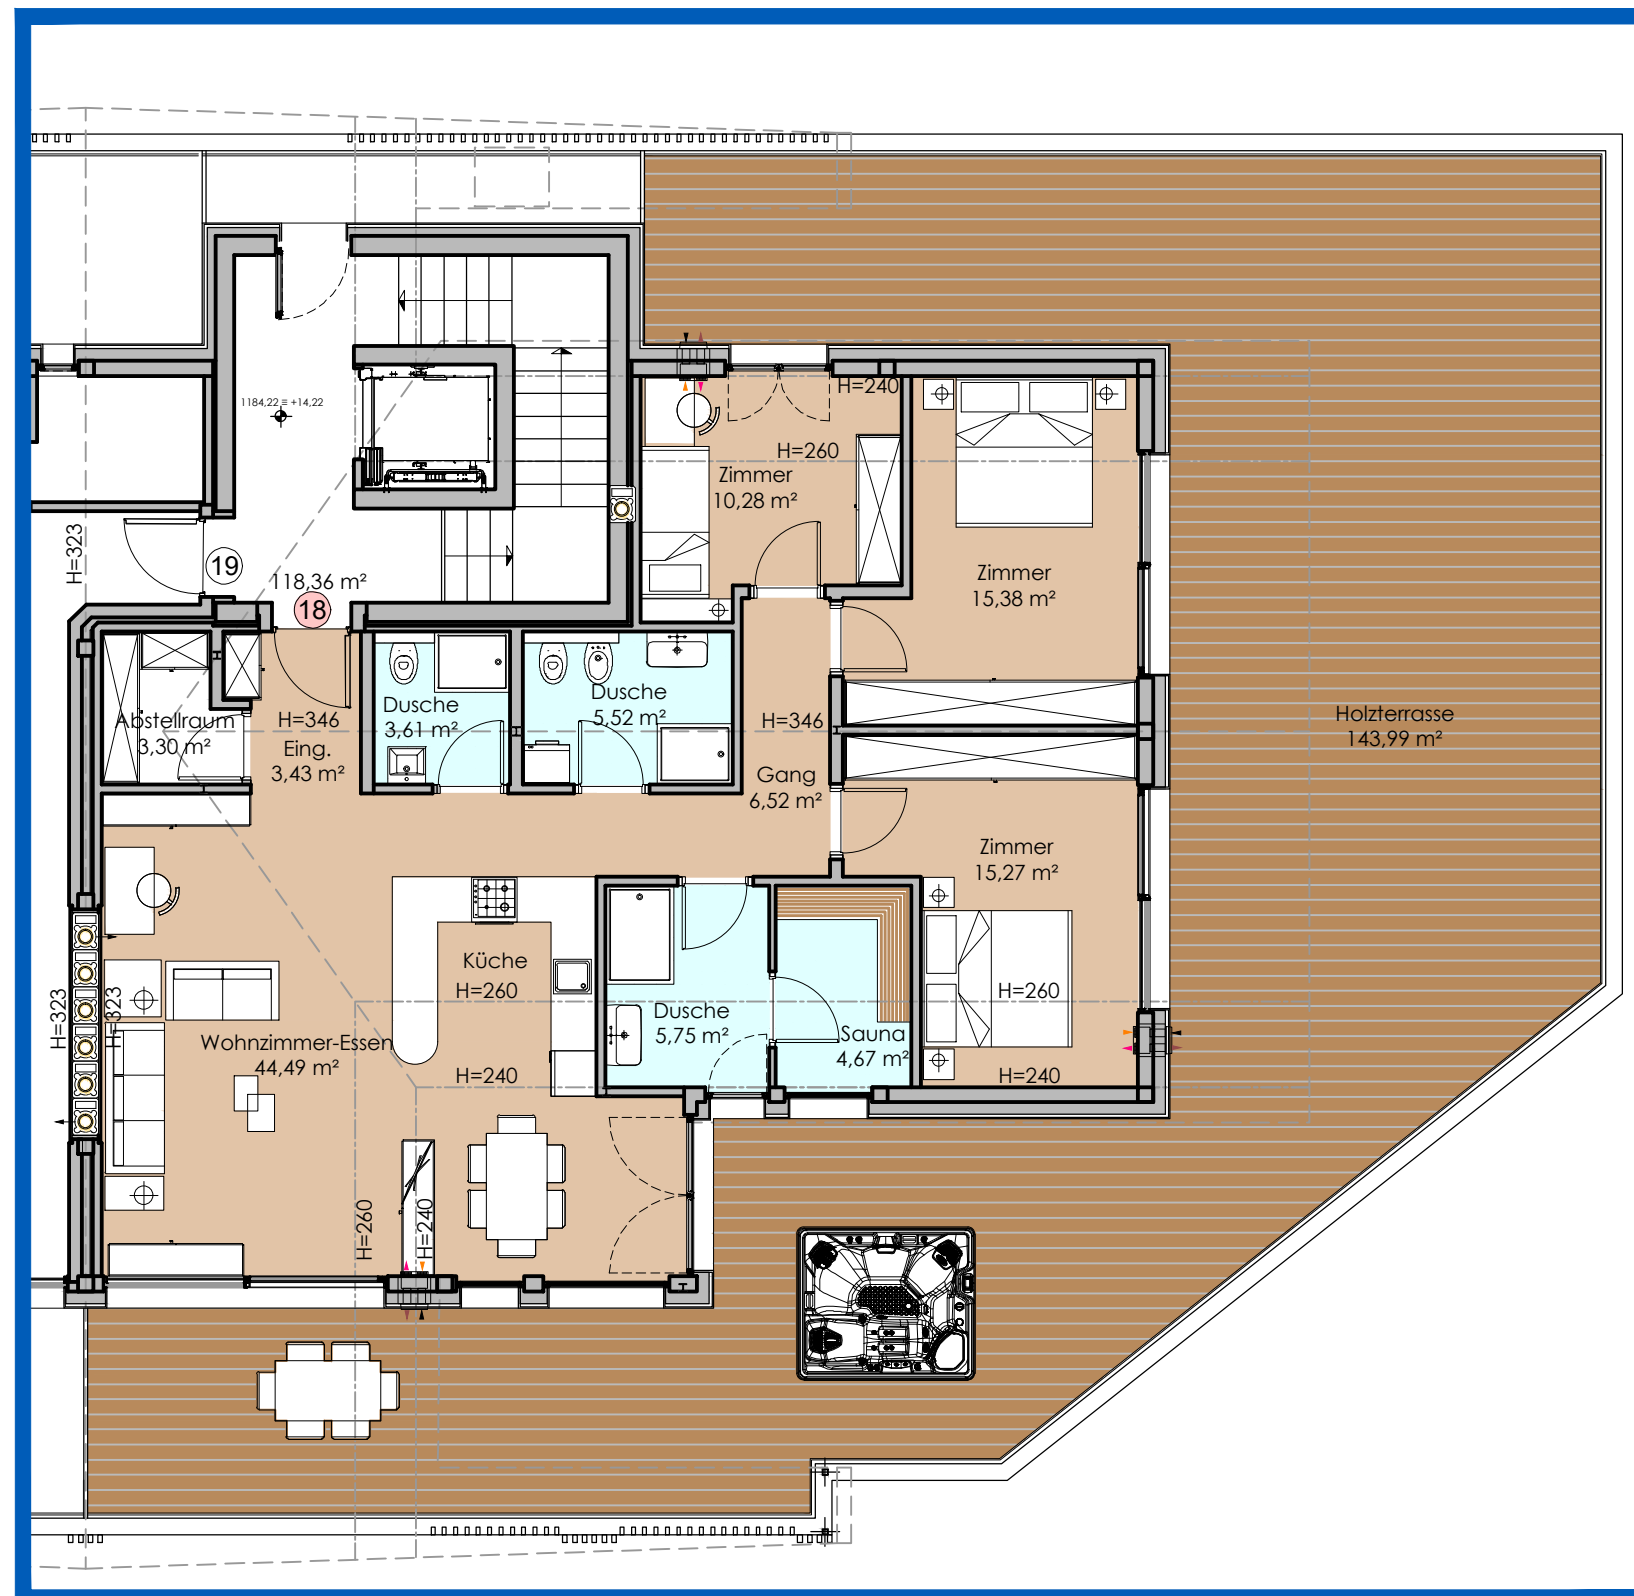 H=240
1184,22 = +14,22
H=260
Zimmer
10,28 m²
H=323
19
118,36 m²
18
Zimmer
15,38 m²
Dusche
3,61 m²
Dusche
5,52 m²
Abstellraum
3,30 m²
H=346
Eing.
3,43 m²
H=346
Gang
6,52 m²
Holzterrasse
143,99 m²
Zimmer
15,27 m²
Küche
H=260
H=260
H=323
H=323
Dusche
5,75 m²
Sauna
4,67 m²
Wohnzimmer-Essen
44,49 m²
H=240
H=240
H=260
H=240